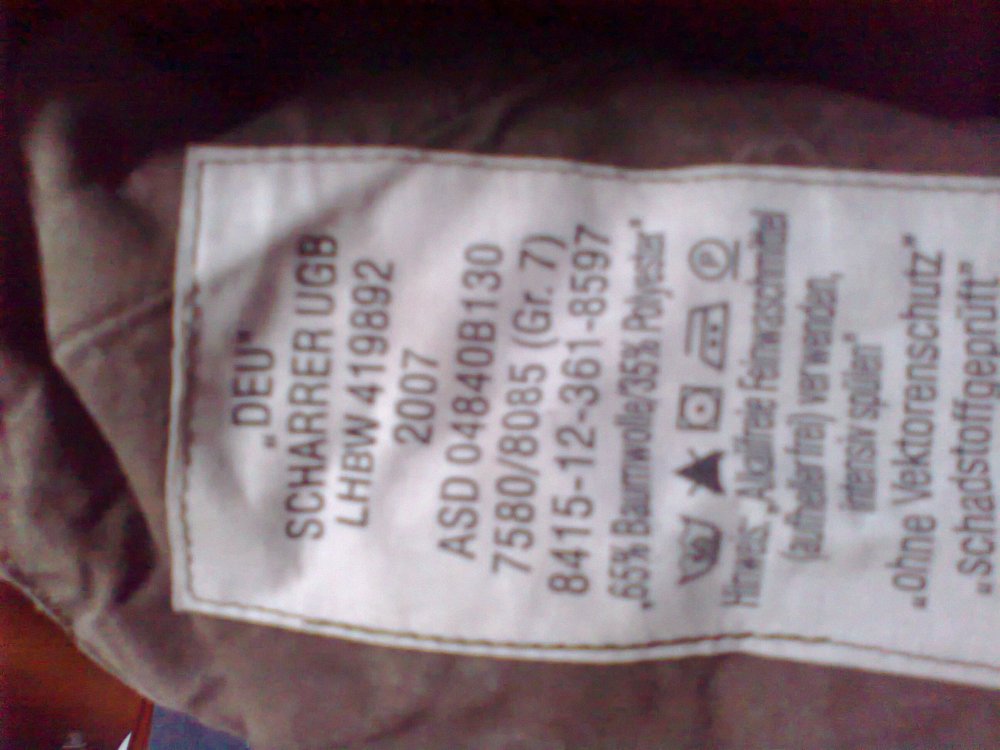 „DEU"
SCHARRER UGB
LHBW 4198892
2007
ASD 04840B130
7580/8085 (Gr. 7)
8415-12-361-8597
„65% Baumwolle/35% Polyester"
P
Hinweis: „Alkalifreie Feinwaschmittel
(aufhellerfrei) verwenden,
intensiv spülen"
„ohne Vektorenschutz"
„schadstoffgeprüft"